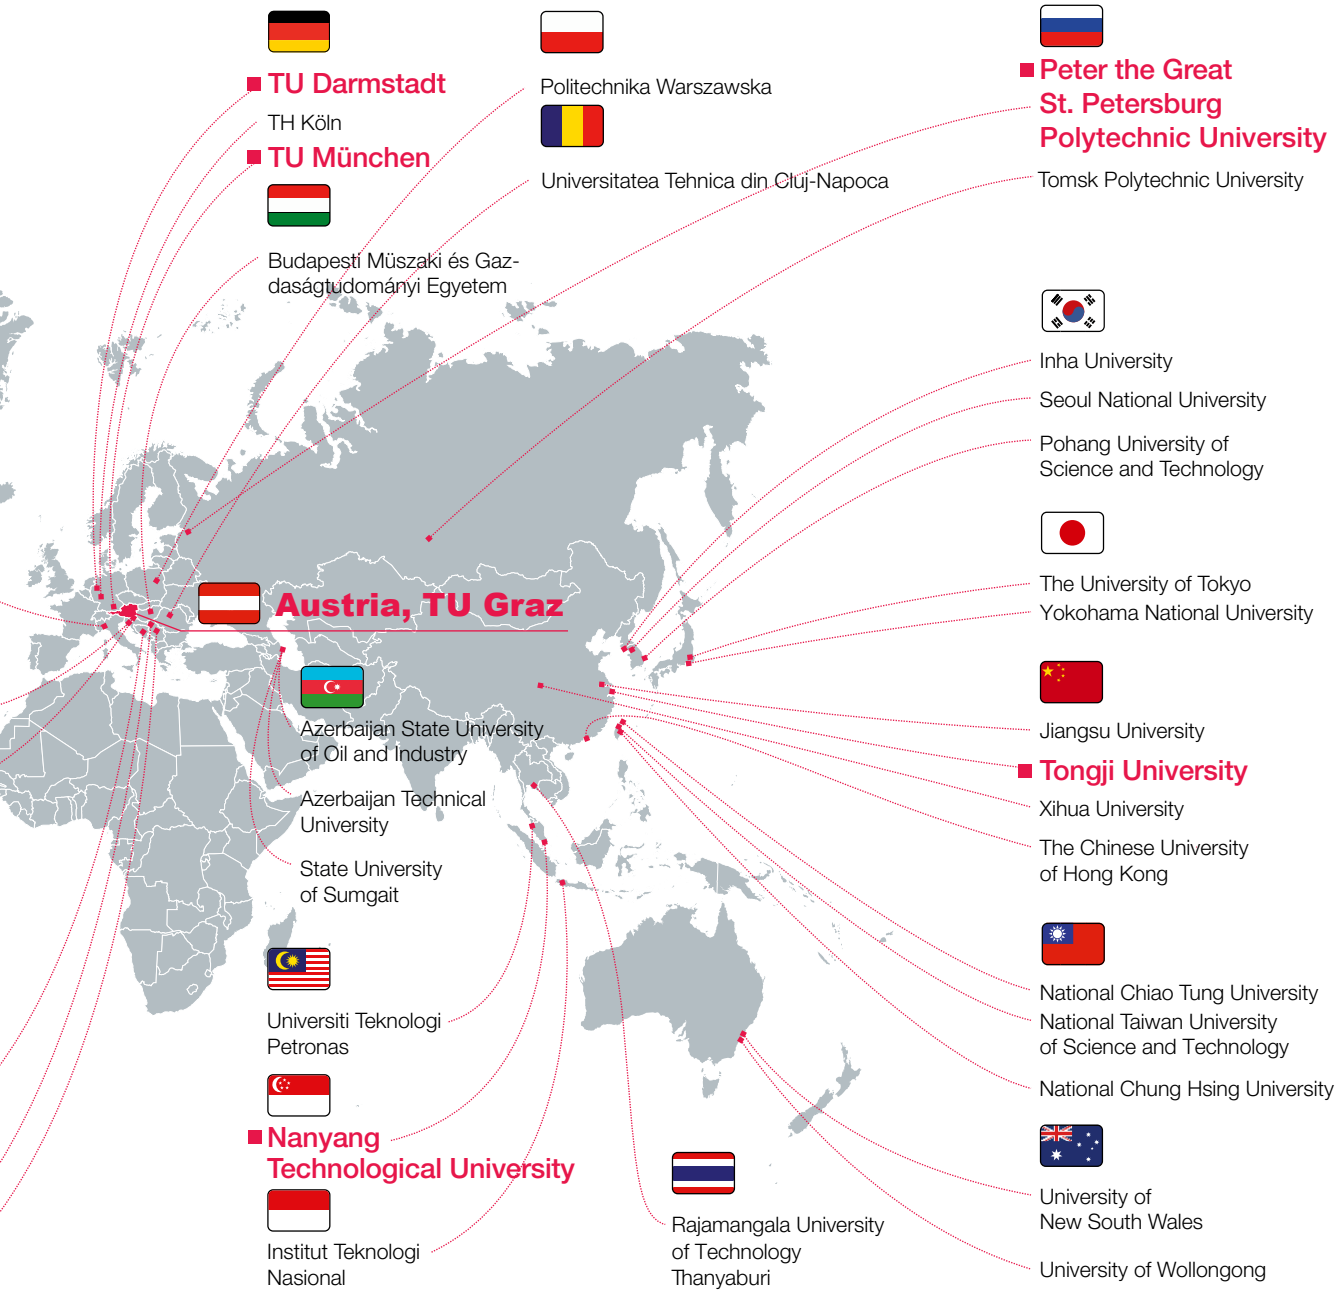 TU Darmstadt
TH Köln
TU München
Budapesti Müszaki és Gaz-
daságtudományi Egyetem
Politechnika Warszawska
Universitatea Tehnica din Cluj-Napoca
Peter the Great
St. Petersburg
Polytechnic University
Tomsk Polytechnic University
Inha University
Seoul National University
Pohang University of
Science and Technology
The University of Tokyo
Yokohama National University
Austria, TU Graz
Azerbaijan State University
of Oil and Industry
Azerbaijan Technical
University
State University
of Sumgait
Jiangsu University
Tongji University
Xihua University
The Chinese University
of Hong Kong
National Chiao Tung University
National Taiwan University
of Science and Technology
National Chung Hsing University
Universiti Teknologi
Petronas
Nanyang
Technological University
Institut Teknologi
Nasional
Rajamangala University
of Technology
Thanyaburi
University of
New South Wales
University of Wollongong